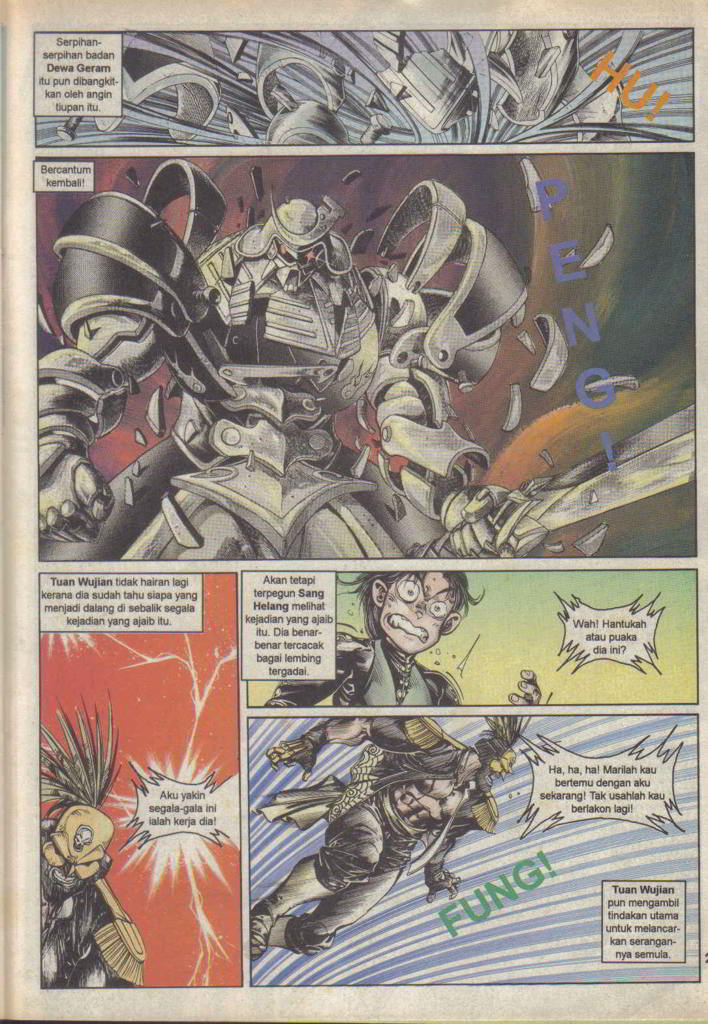 Serpihan-
serpihan badan
Dewa Geram
itu pun dibangkit-
kan oleh angin
tiupan itu.
HU!
Bercantum
kembali!
PENG!
Tuan Wujian tidak hairan lagi
kerana dia sudah tahu siapa yang
menjadi dalang di sebalik segala
kejadian yang ajaib itu.
Aku yakin
segala-gala ini
ialah kerja dia!
Akan tetapi
terpegun Sang
Helang melihat
kejadian yang ajaib
itu. Dia benar-
benar tercacak
bagai lembing
tergadai.
Wah! Hantukah
atau puaka
dia ini?
Ha, ha, ha! Marilah kau
bertemu dengan aku
sekarang! Tak usahlah kau
berlakon lagi!
FUNG!
Tuan Wujian
pun mengambil
tindakan utama
untuk melancar-
kan serangan-
nya semula.